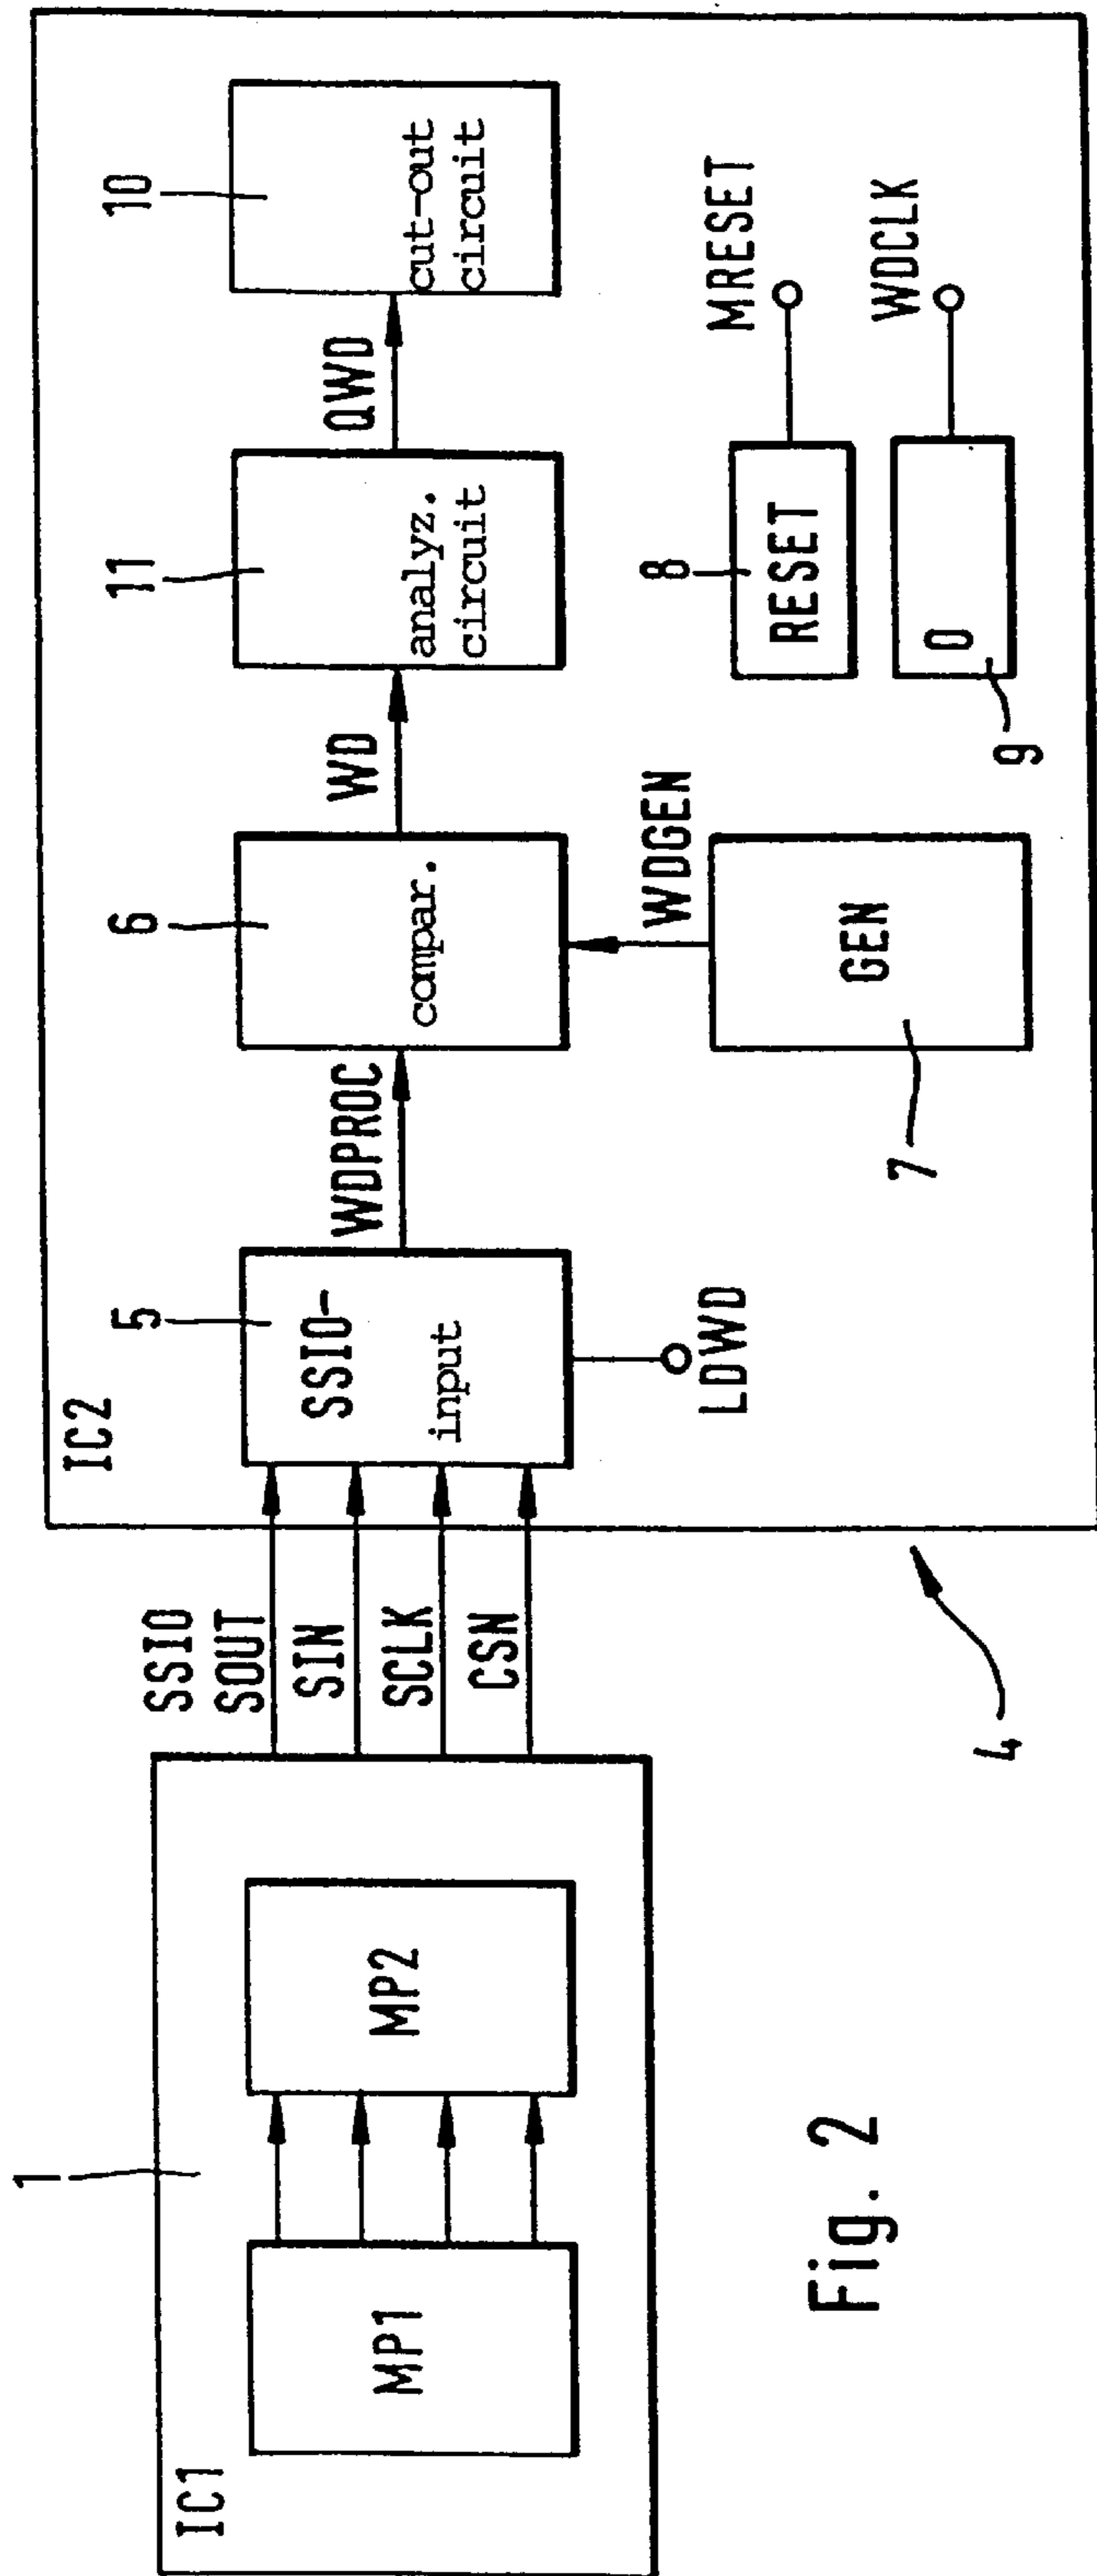 IC1
1
MP1
MP2
SSIO
SOUT
SIN
SCLK
CSN
4
IC2
5
SSIO-
input
LDWD
WDPROC
6
compar.
WDGEN
7
GEN
WD
11
analyz.
circuit
QWD
10
cut-out
circuit
8
RESET
MRESET
9
O
WDCLK
Fig. 2